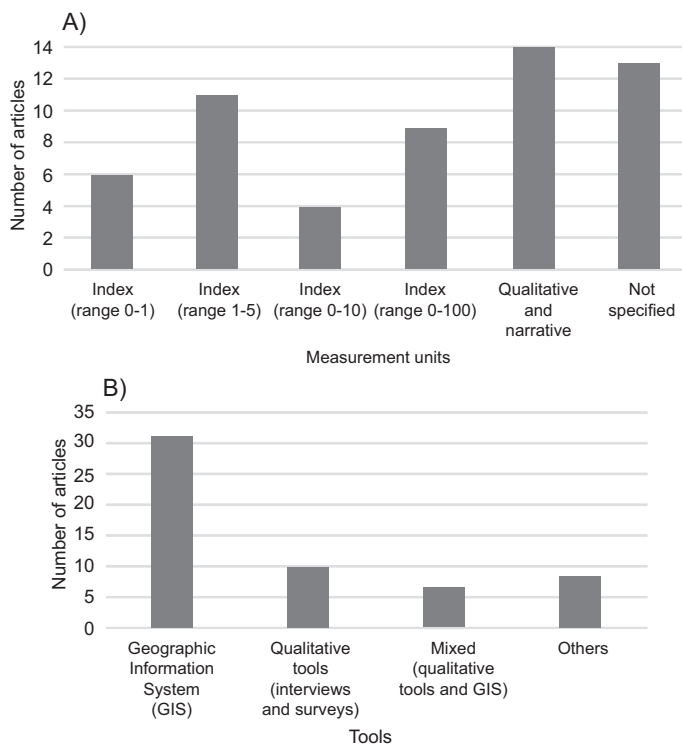 A)
14
12
10
8
6
4
2
0
Number of articles
Index (range 0-1)
Index (range 1-5)
Index (range 0-10)
Index (range 0-100)
Qualitative and narrative
Not specified
Measurement units
B)
35
30
25
20
15
10
5
0
Number of articles
Geographic Information System (GIS)
Qualitative tools (interviews and surveys)
Mixed (qualitative tools and GIS)
Others
Tools